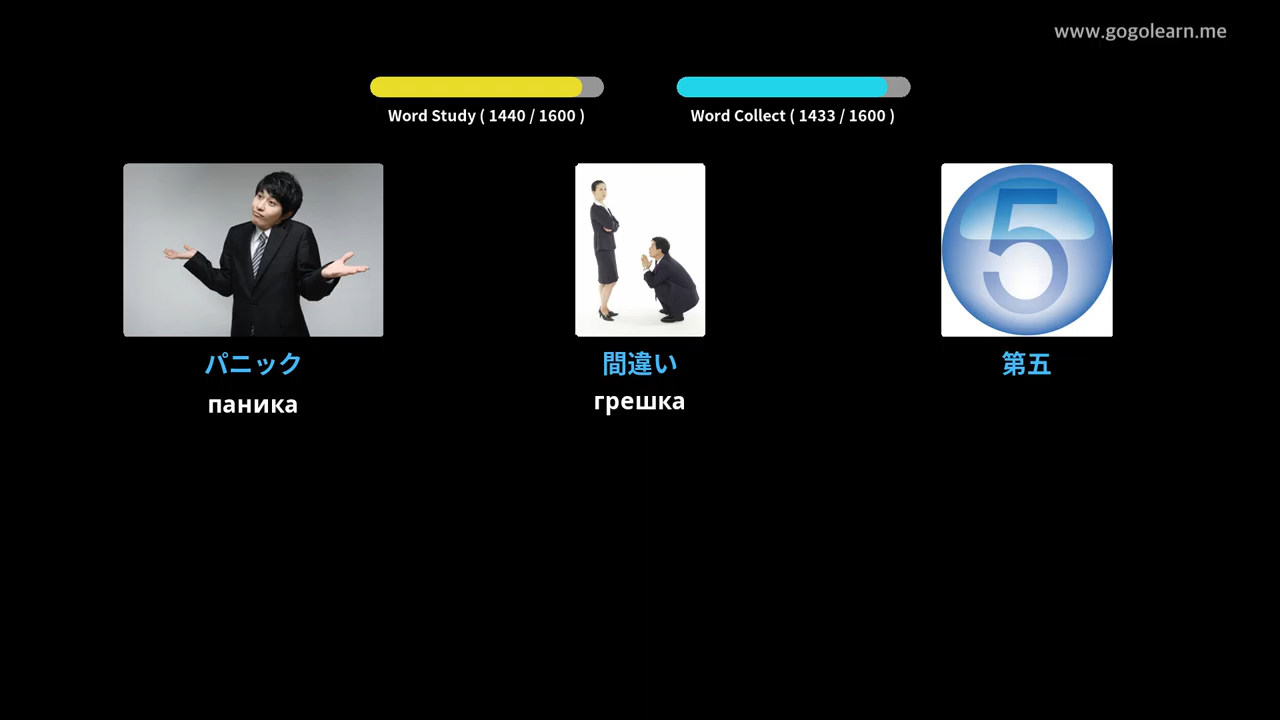 www.gogolearn.me
Word Study ( 1440 / 1600 )
Word Collect ( 1433 / 1600 )
5
パニック
間違い
第五
паника
грешка